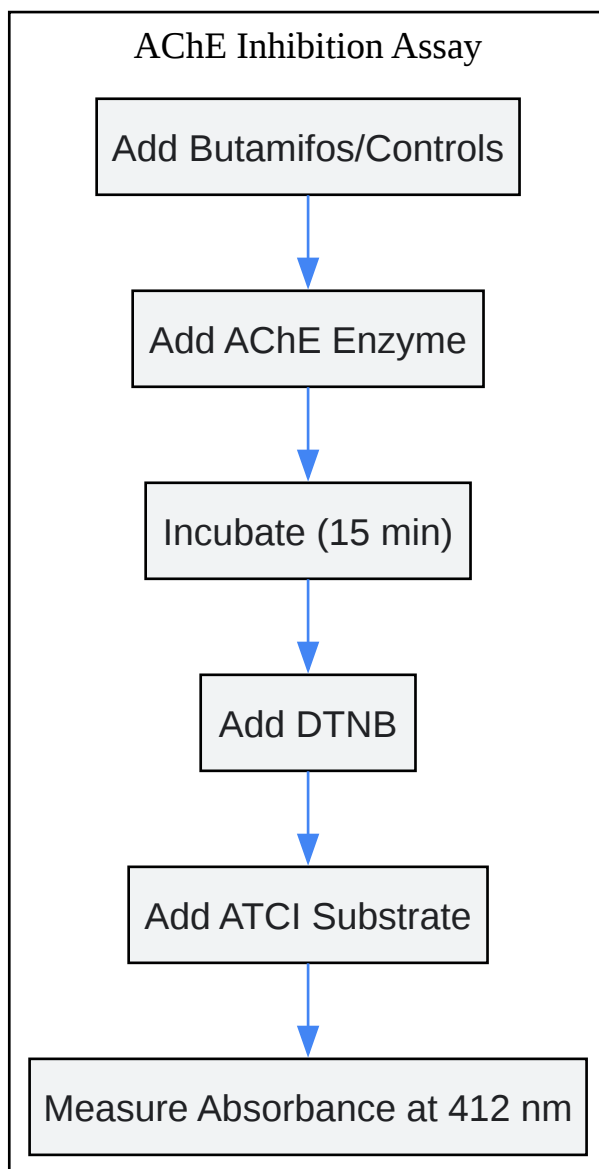 AChE Inhibition Assay
Add Butamifos/Controls
Add AChE Enzyme
Incubate (15 min)
Add DTNB
Add ATCI Substrate
Measure Absorbance at 412 nm